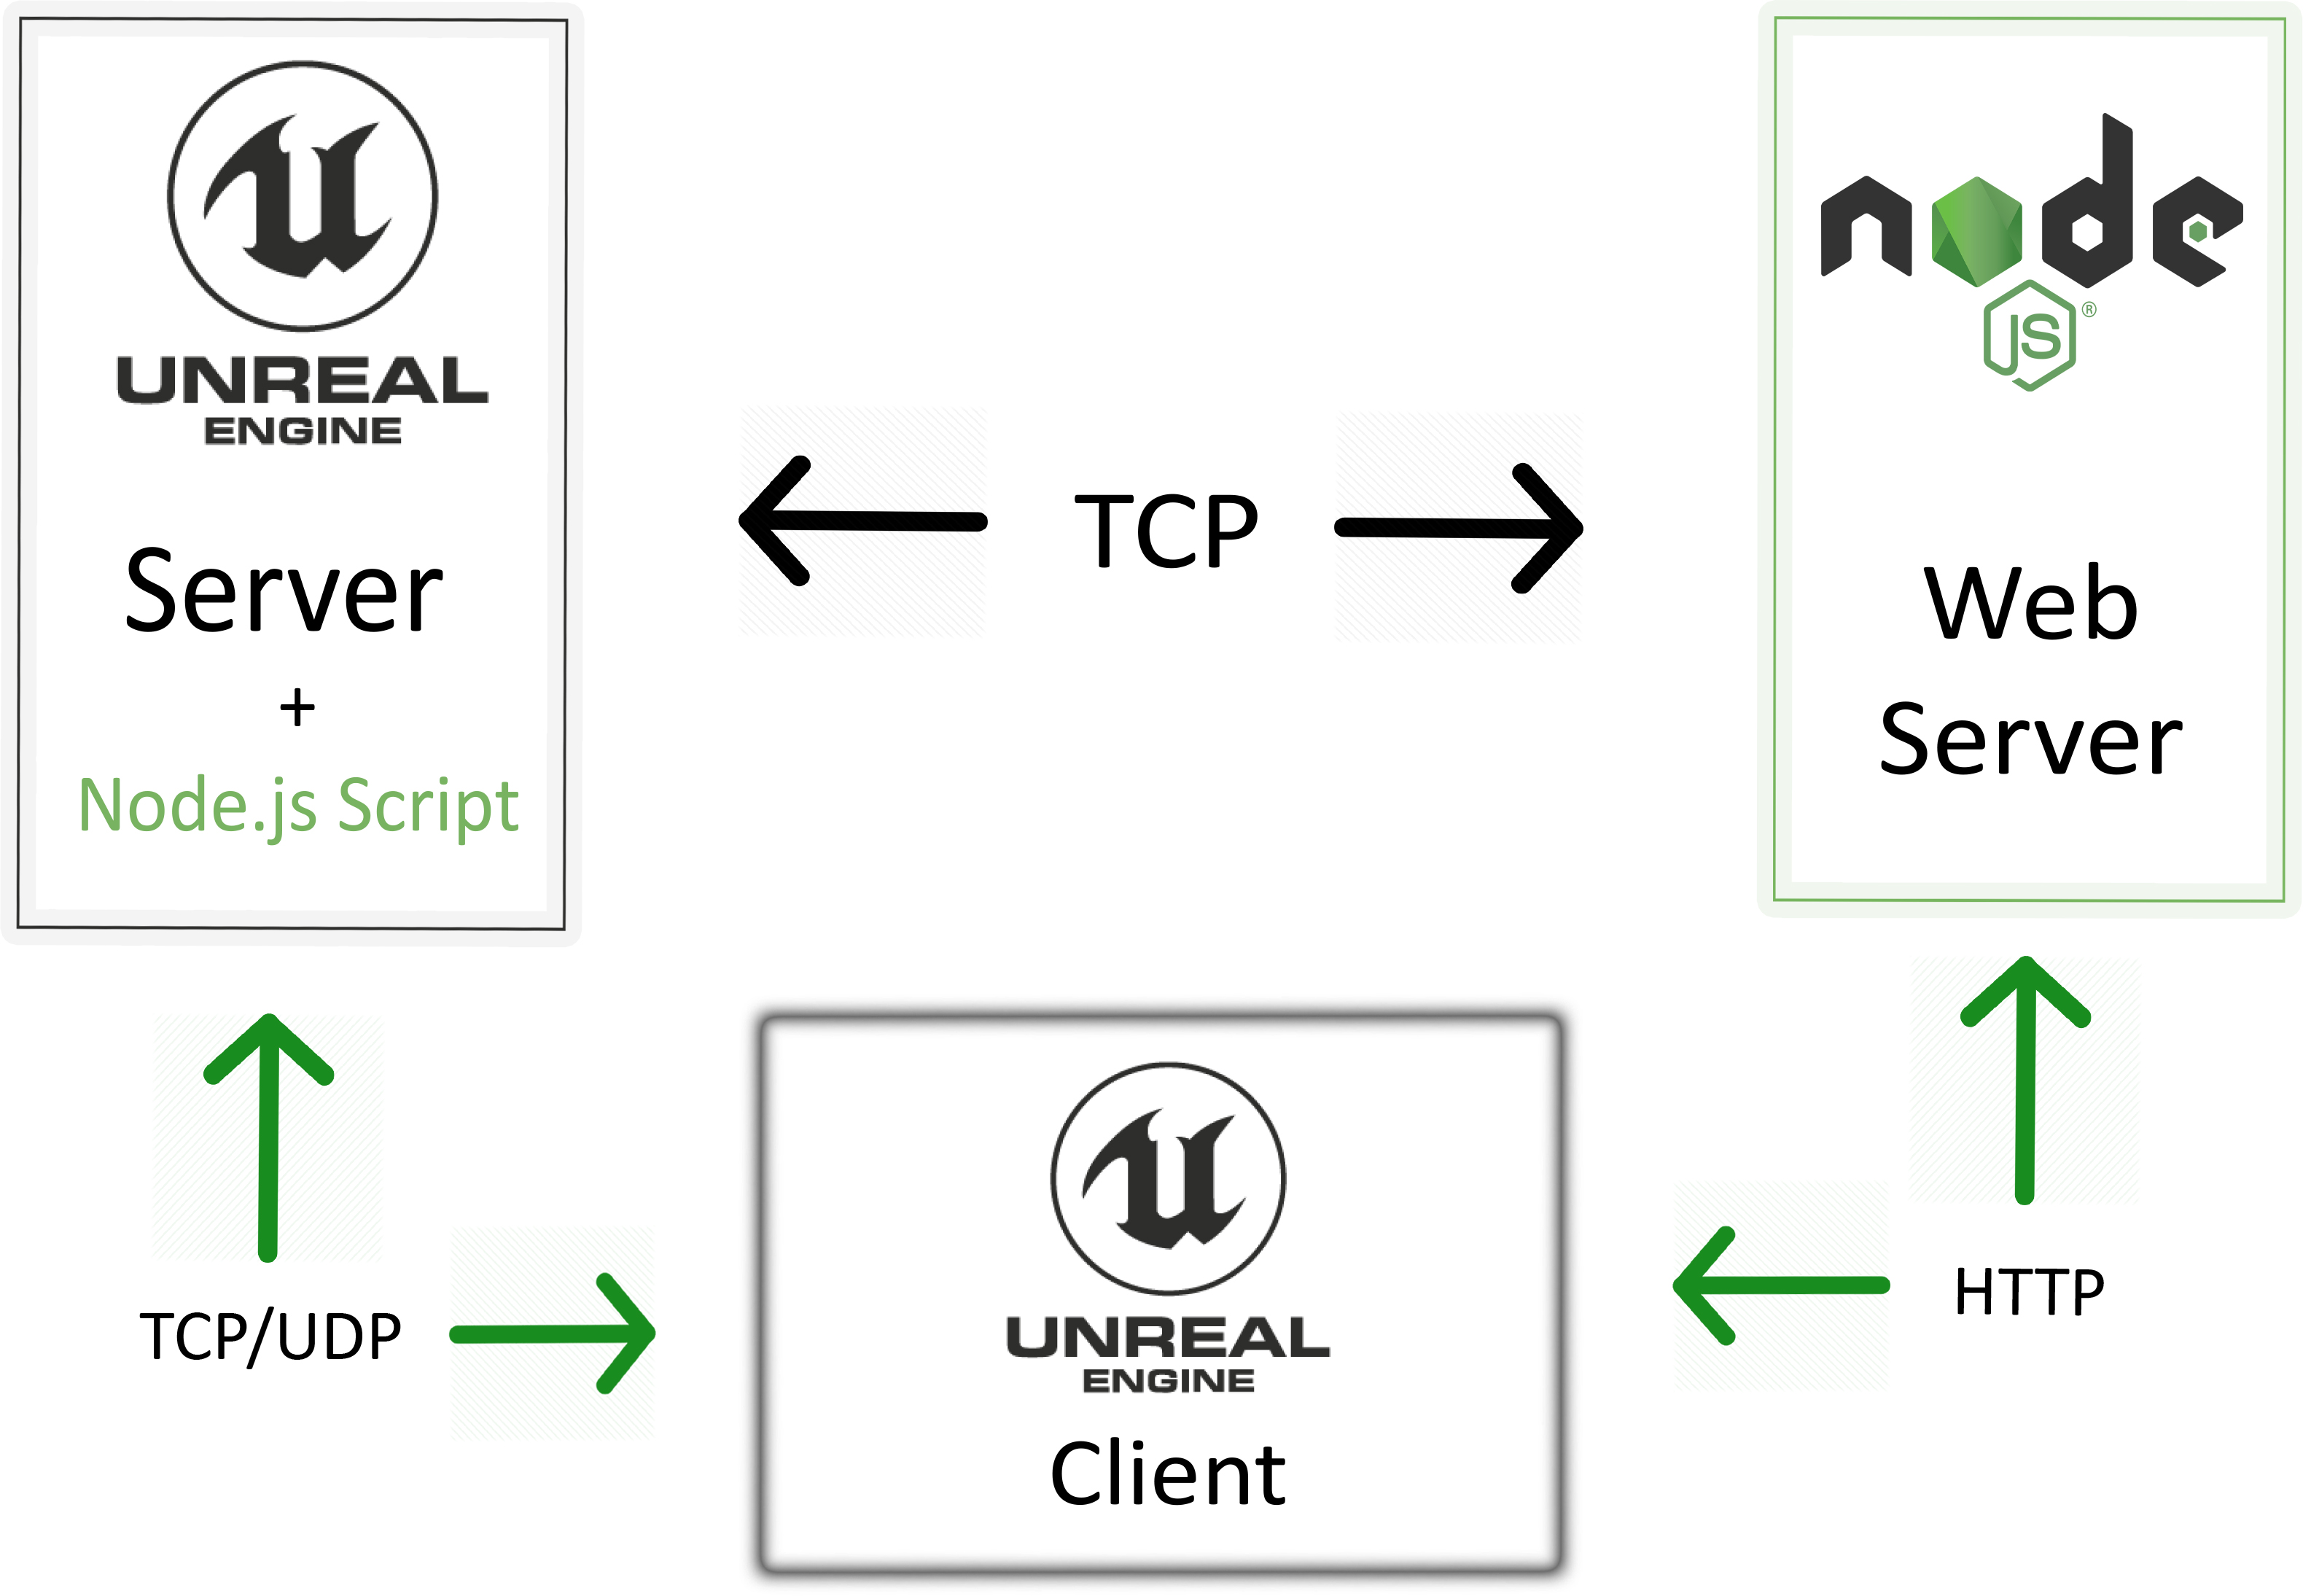 UNREAL
ENGINE
Server
+
Node.js Script
TCP
node
JS®
Web
Server
TCP/UDP
UNREAL
ENGINE
Client
HTTP